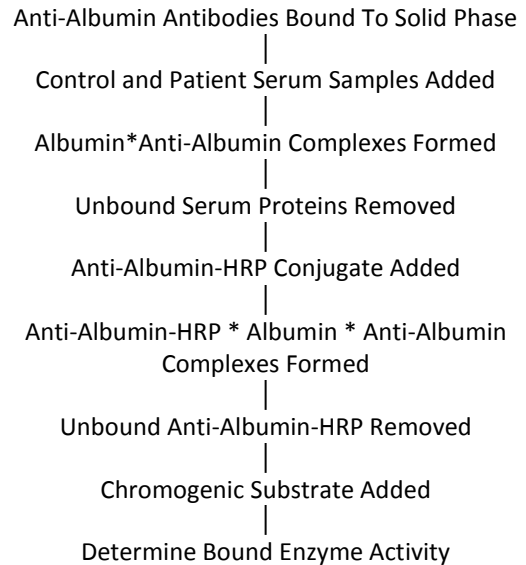 Anti-Albumin Antibodies Bound To Solid Phase
Control and Patient Serum Samples Added
Albumin*Anti-Albumin Complexes Formed
Unbound Serum Proteins Removed
Anti-Albumin-HRP Conjugate Added
Anti-Albumin-HRP * Albumin * Anti-Albumin
Complexes Formed
Unbound Anti-Albumin-HRP Removed
Chromogenic Substrate Added
Determine Bound Enzyme Activity